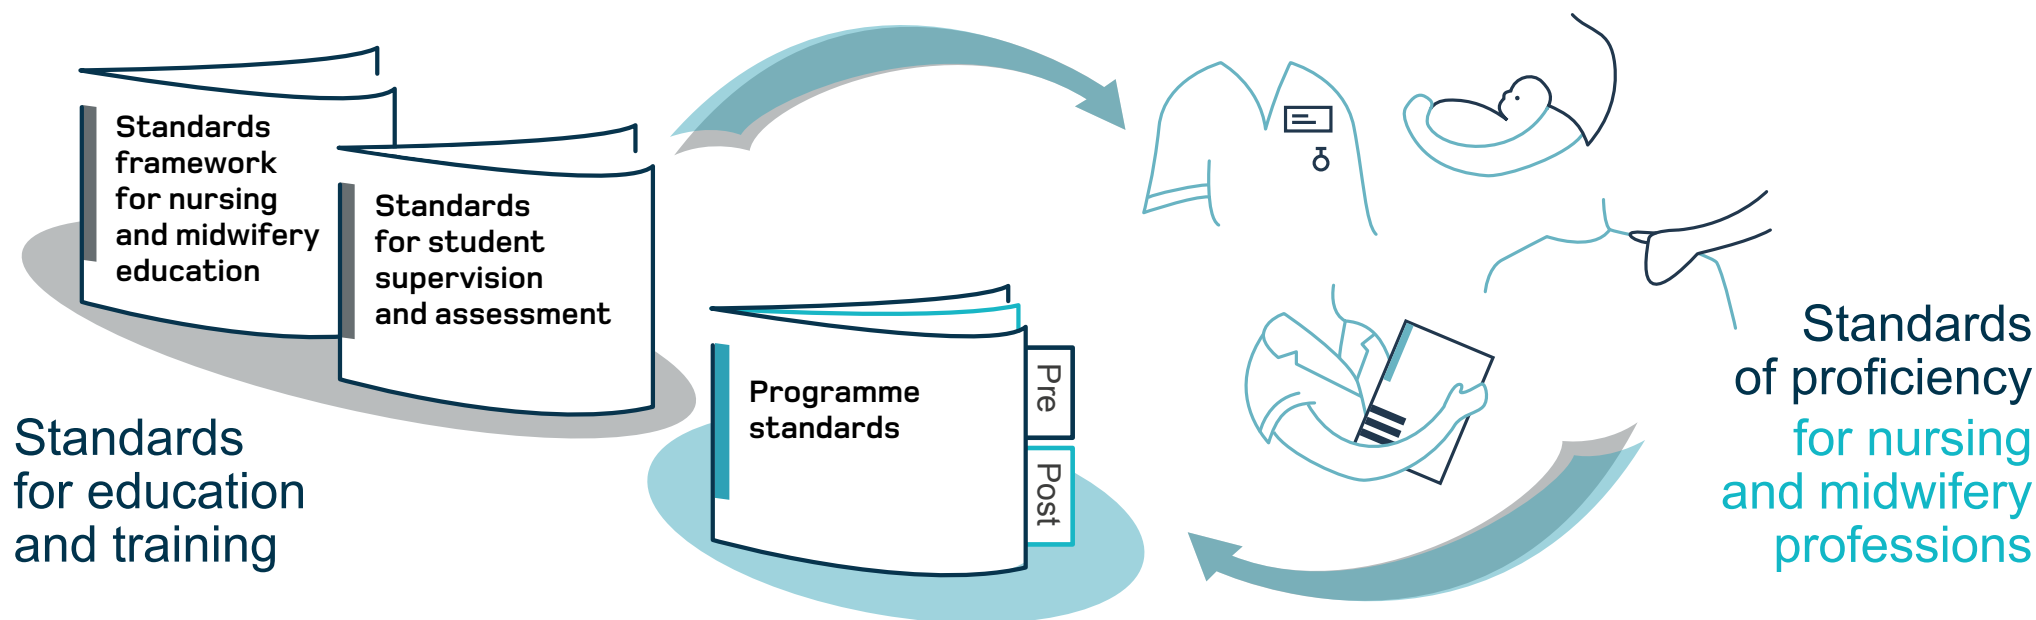 Standards
framework
for nursing
and midwifery
education
Standards
for student
supervision
and assessment
Programme
standards
Pre
Post
Standards
for education
and training
Standards
of proficiency
for nursing
and midwifery
professions